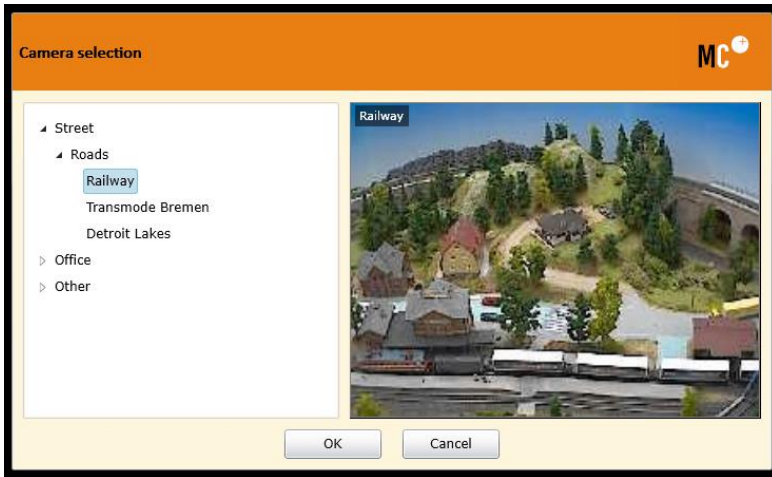 Camera selection
MC
Street
Roads
Railway
Transmode Bremen
Detroit Lakes
Office
Other
Railway
OK
Cancel